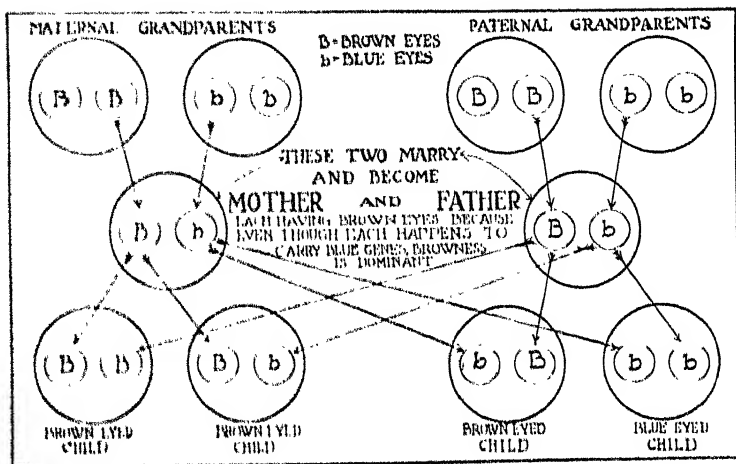 MATERNAL GRANDPARENTS
B=BROWN EYES
b=BLUE EYES
PATERNAL GRANDPARENTS
B B b b B B b b
THESE TWO MARRY
AND BECOME
MOTHER AND FATHER
EACH HAVING BROWN EYES BECAUSE
EVEN THOUGH EACH HAPPENS TO
CARRY BLUE GENES, BROWNESS
IS DOMINANT
B b B b
B B B b b B b b
BROWN EYED
CHILD
BROWN EYED
CHILD
BROWN EYED
CHILD
BLUE EYED
CHILD